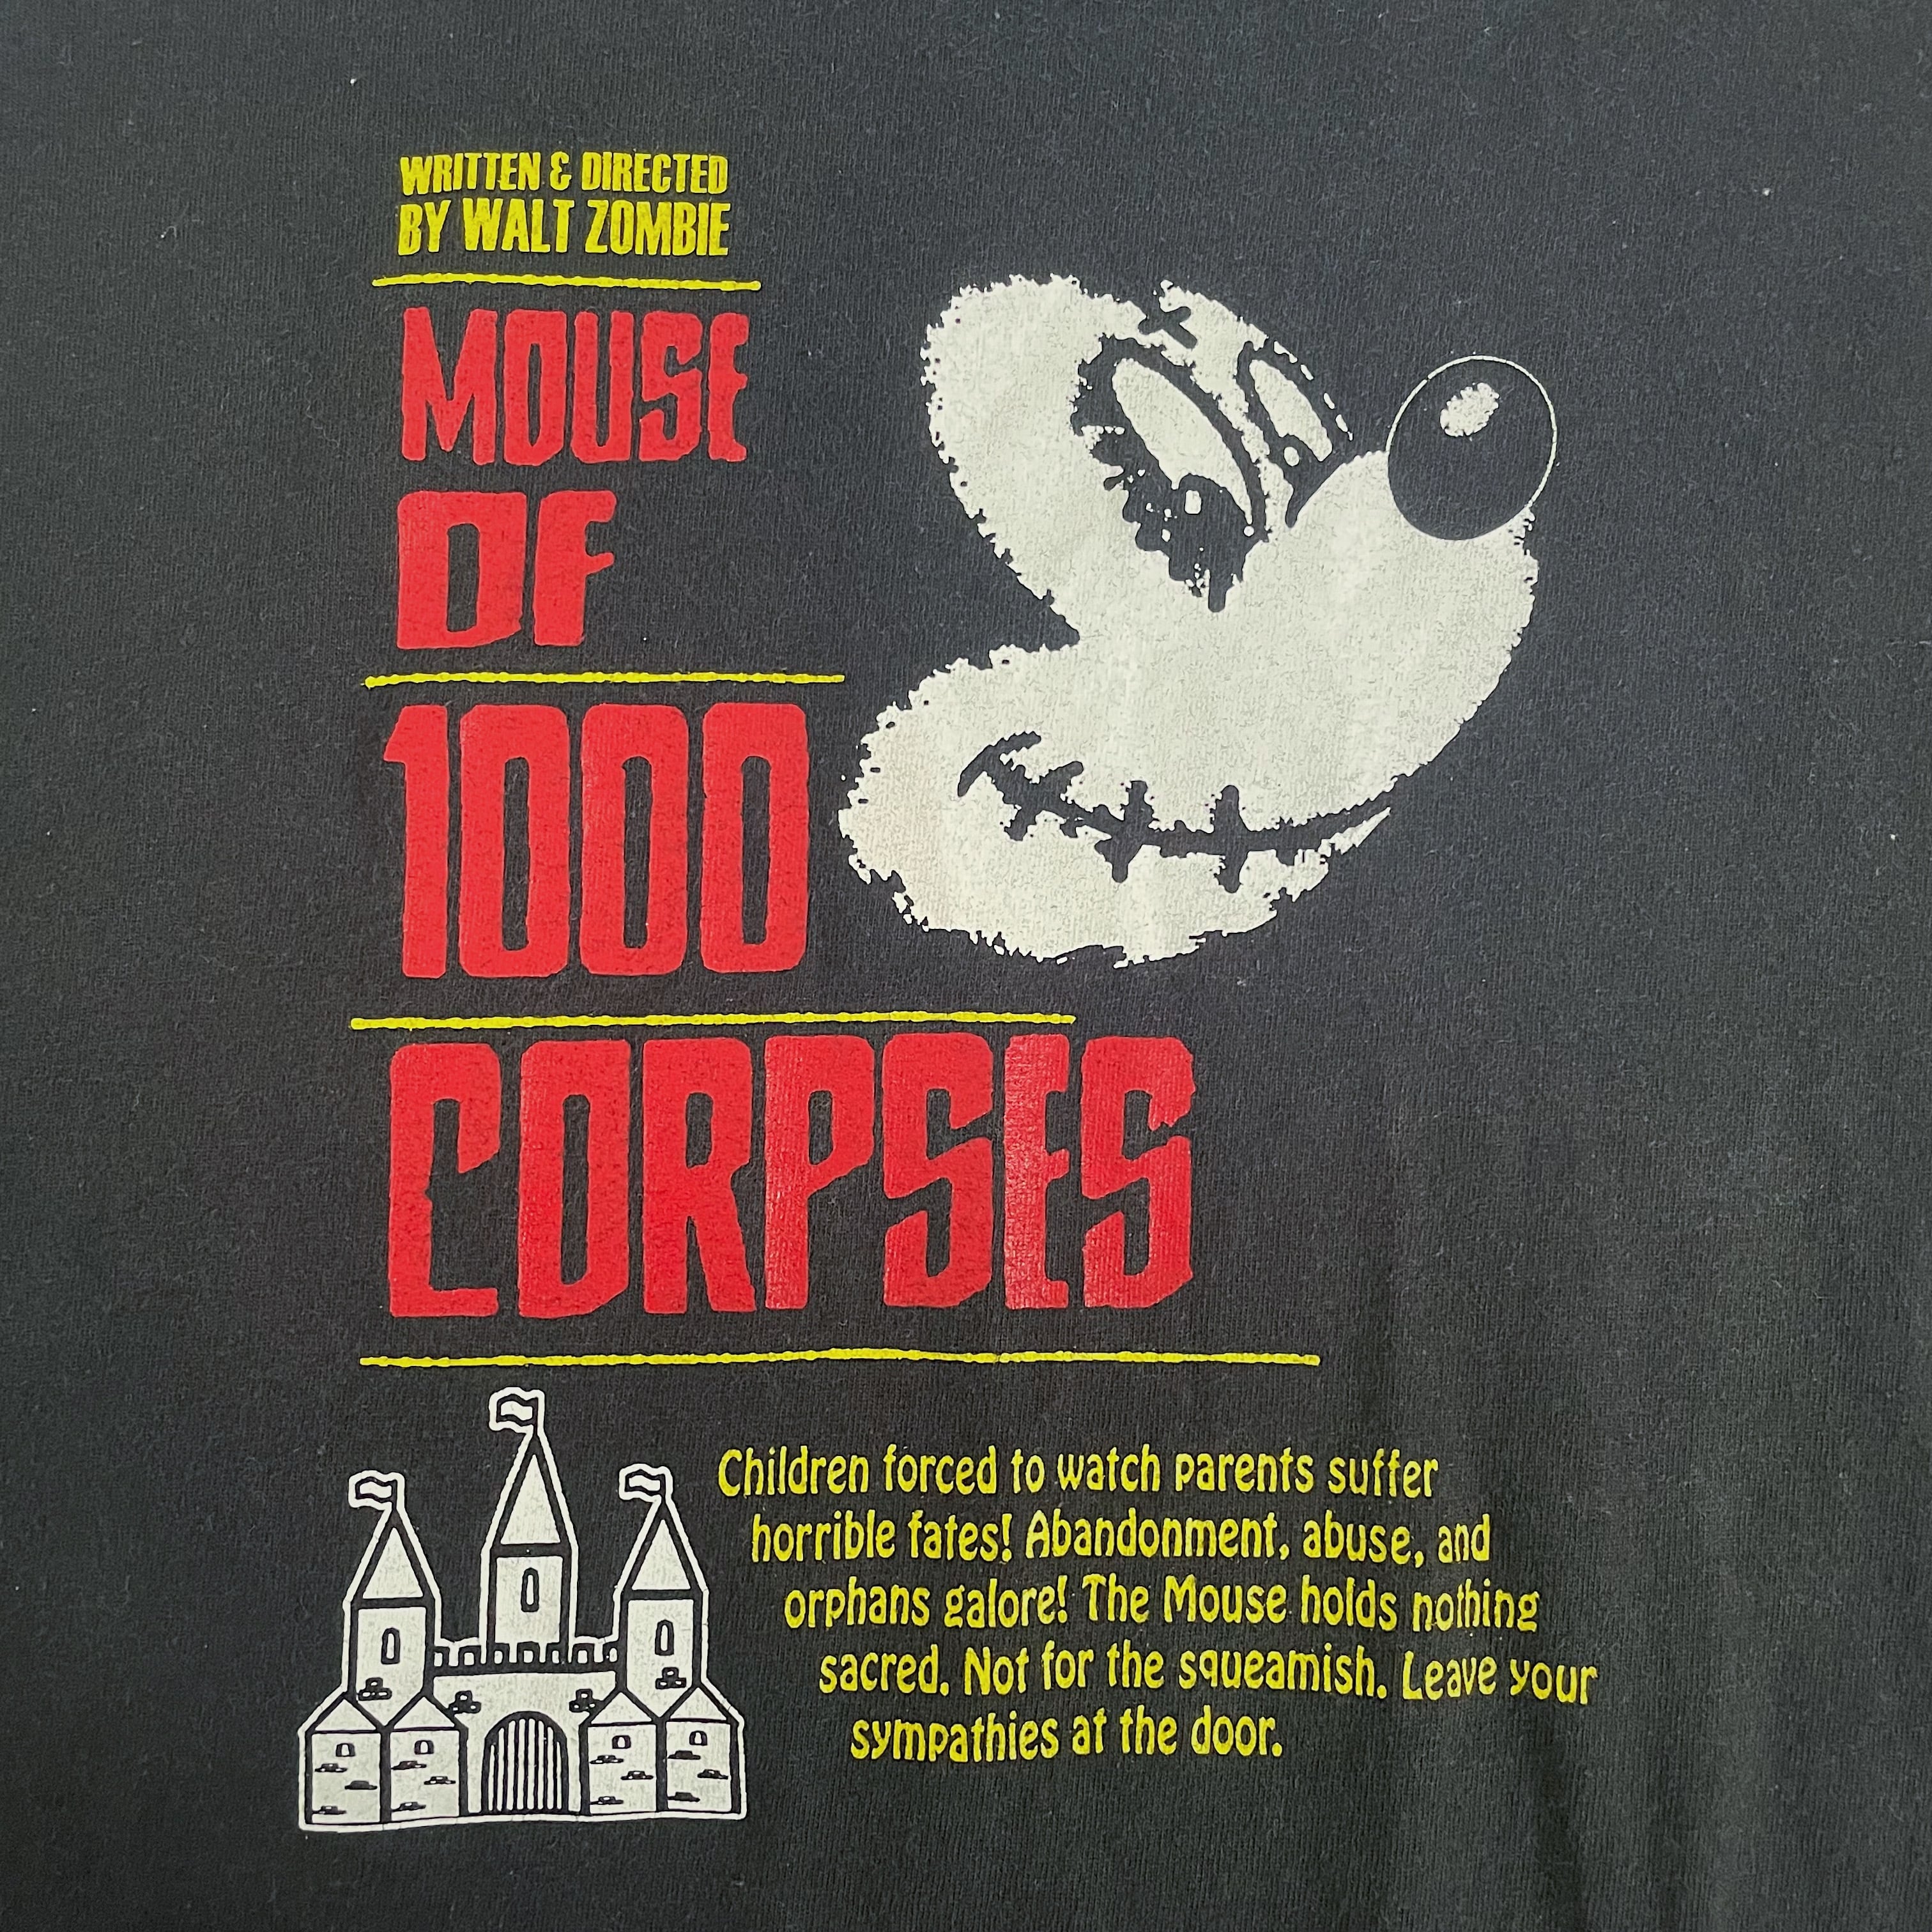 WRITTEN & DIRECTED
BY WALT ZOMBIE
MOUSE
OF
1000
CORPSES
Children forced to watch parents suffer
horrible fates! Abandonment, abuse, and
orphans galore! The Mouse holds nothing
sacred. Not for the squeamish. Leave your
sympathies at the door.